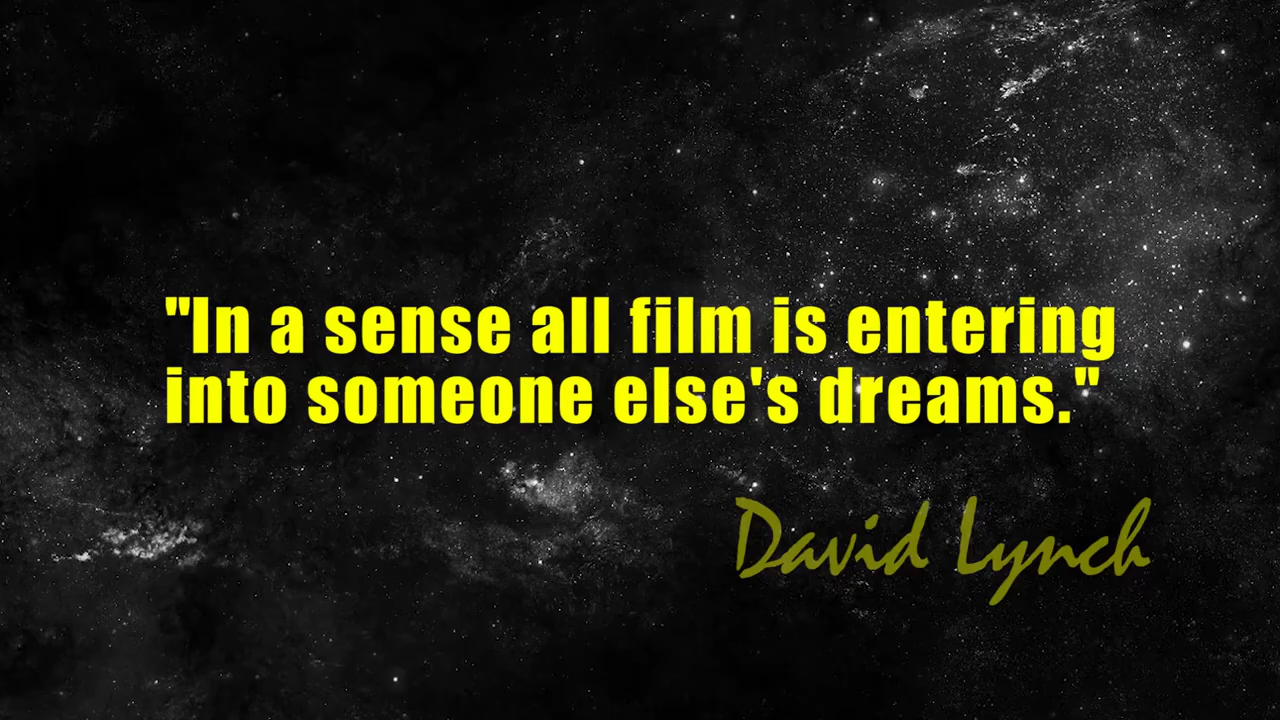 "In a sense all film is entering
into someone else's dreams."
David Lynch